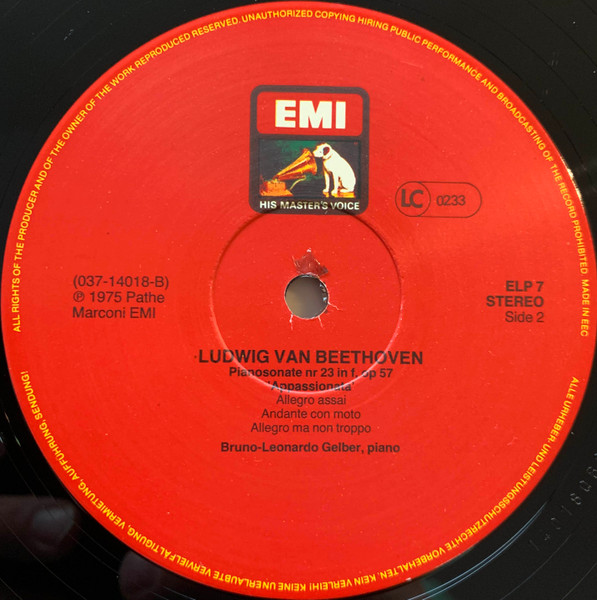 ALL RIGHTS OF THE PRODUCER AND OF THE OWNER OF THE WORK REPRODUCED RESERVED. UNAUTHORIZED COPYING HIRING PUBLIC PERFORMANCE AND BROADCASTING OF THE RECORD PROHIBITED. MADE IN EEC
EMI
HIS MASTER'S VOICE
LC 0233
(037-14018-B)
℗ 1975 Pathe
Marconi EMI
ELP 7
STEREO
Side 2
LUDWIG VAN BEETHOVEN
Pianosonate nr 23 in f, op 57
'Appassionata'
Allegro assai
Andante con moto
Allegro ma non troppo
Bruno-Leonardo Gelber, piano
ALLE URHEBER- UND LEISTUNGSSCHUTZRECHTE VORBEHALTEN. KEIN VERLEIH! KEINE UNERLAUBTE VERVIELFÄLTIGUNG, VERMIETUNG, AUFFÜHRUNG, SENDUNG!